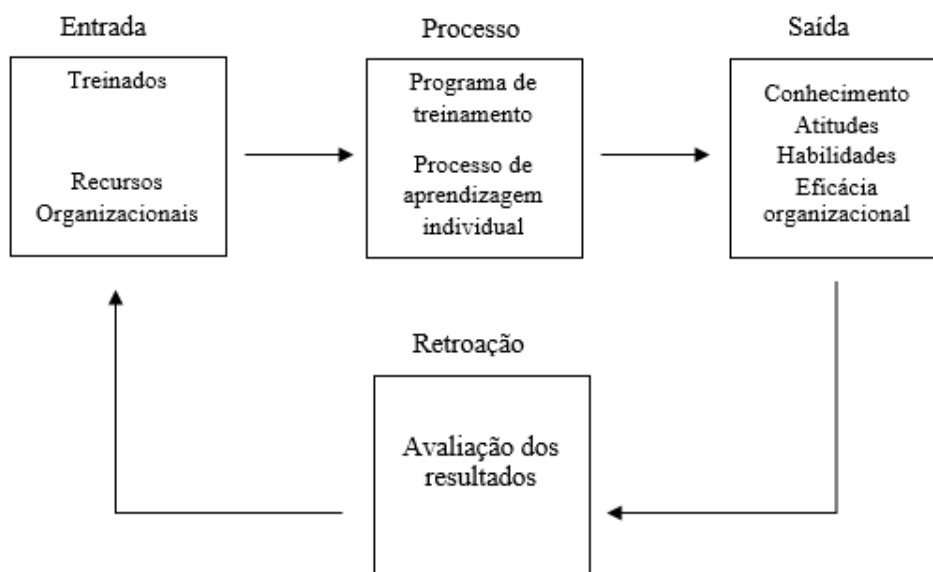 Entrada
Processo
Saída
Treinados
Recursos
Organizacionais
Programa de
treinamento
Processo de
aprendizagem
individual
Conhecimento
Atitudes
Habilidades
Eficácia
organizacional
Retroação
Avaliação dos
resultados